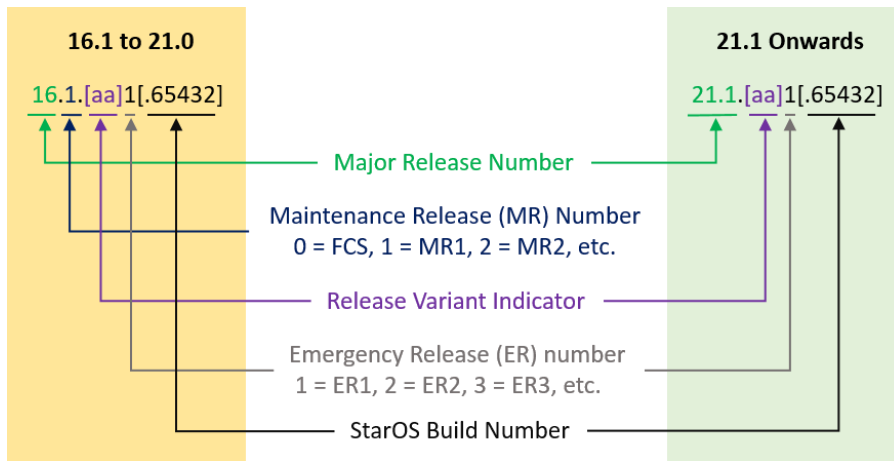 16.1 to 21.0
21.1 Onwards
16.1.[aa]1[.65432]
21.1.[aa]1[.65432]
Major Release Number
Maintenance Release (MR) Number
0 = FCS, 1 = MR1, 2 = MR2, etc.
Release Variant Indicator
Emergency Release (ER) number
1 = ER1, 2 = ER2, 3 = ER3, etc.
StarOS Build Number